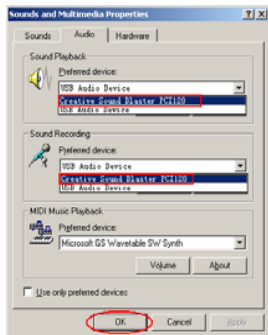 Sounds and Multimedia Properties
Sounds Audio Hardware
Sound Playback
Preferred device:
USB Audio Device
Creative Sound Blaster PCI128
USB Audio Device
Sound Recording
Preferred device:
USB Audio Device
Creative Sound Blaster PCI128
USB Audio Device
MIDI Music Playback
Preferred device:
Microsoft GS Wavetable SW Synth
Volume About
Use only preferred devices
OK Cancel Apply